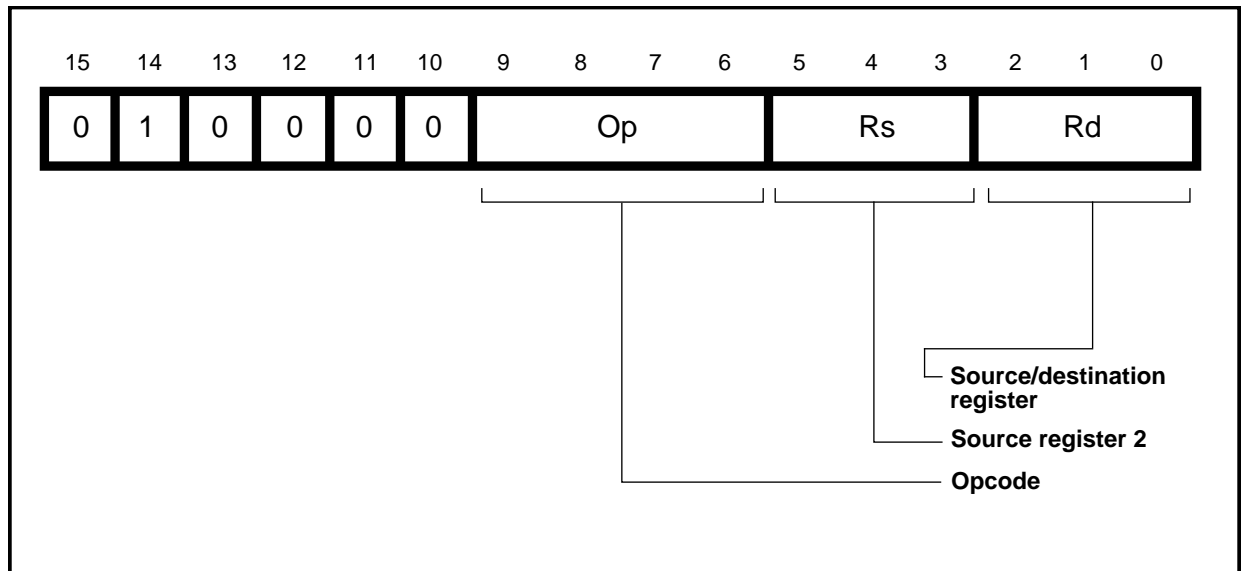 15 14 13 12 11 10 9 8 7 6 5 4 3 2 1 0
0 1 0 0 0 0 Op Rs Rd
Source/destination
register
Source register 2
Opcode